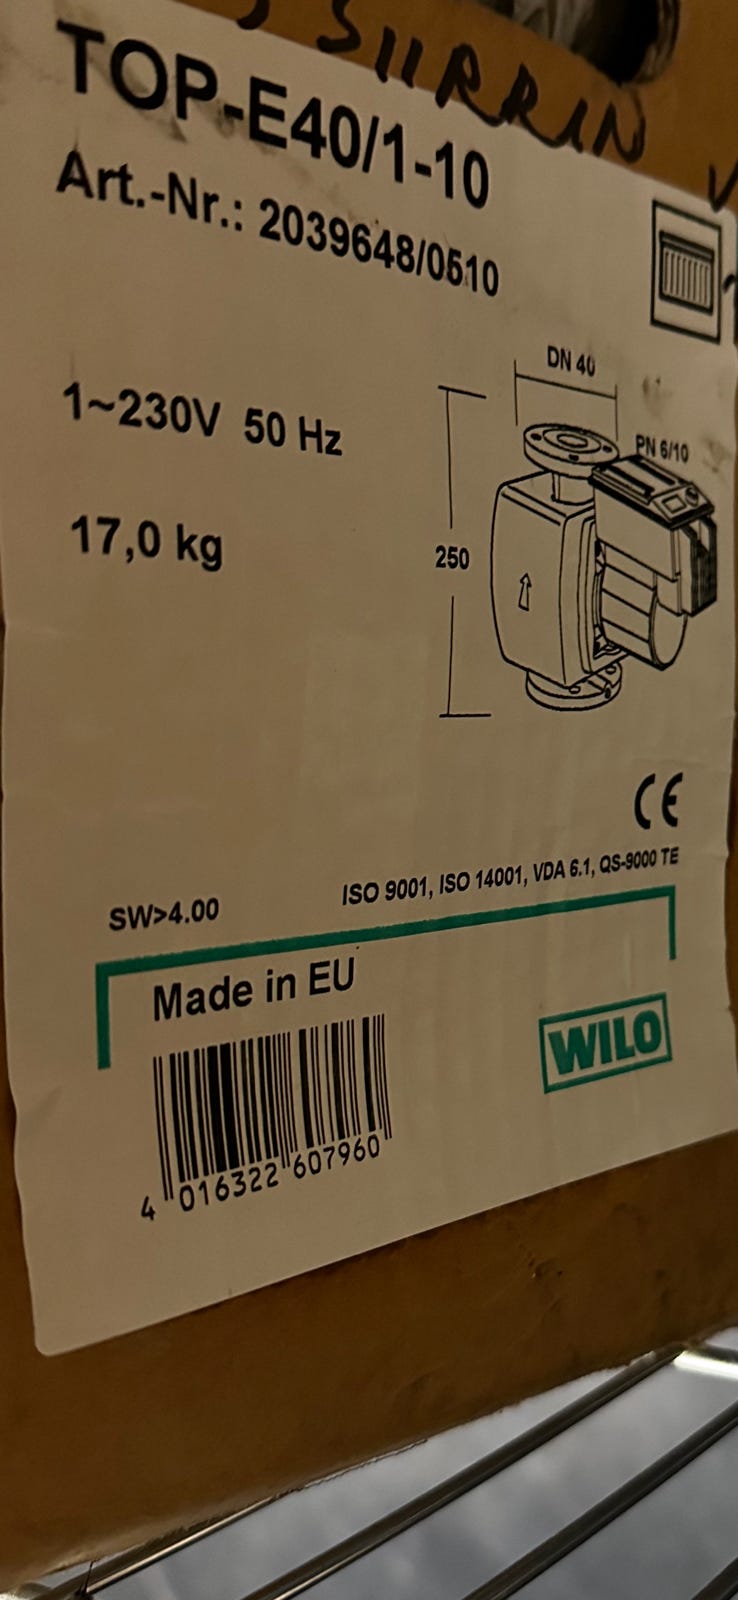 SURRIN
TOP-E40/1-10
Art.-Nr.: 2039648/0510
DN 40
1~230V 50 Hz
PN 6/10
17,0 kg
250
CE
SW>4.00
ISO 9001, ISO 14001, VDA 6.1, QS-9000 TE
Made in EU
WILO
4 016322 607960